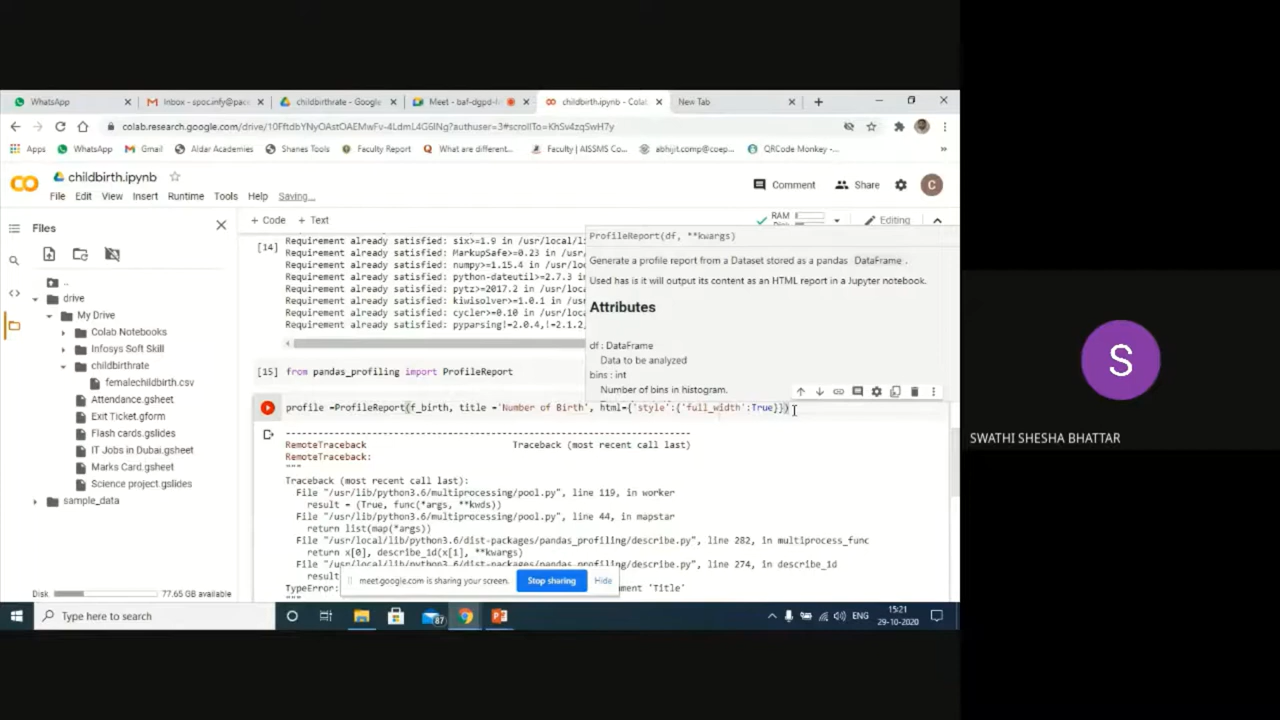 WhatsApp
Inbox - spoc.infy@pac
childbirthrate - Google
Meet - baf-dgpd-l
childbirth.ipynb - Cola
New Tab
colab.research.google.com/drive/10FftdbYNyOAstOAEMwFv-4LdmL4G6lNg?authuser=3#scrollTo=KhSv4zqSwH7y
Apps
WhatsApp
Gmail
Aldar Academies
Shanes Tools
Faculty Report
What are different...
Faculty | AISSMS Co...
abhijit.comp@coep...
QRCode Monkey -...
childbirth.ipynb
Comment
Share
C
File Edit View Insert Runtime Tools Help Saving...
Files
+ Code + Text
RAM
Editing
..
drive
My Drive
Colab Notebooks
Infosys Soft Skill
childbirthrate
femalechildbirth.csv
Attendance.gsheet
Exit Ticket.gform
Flash cards.gslides
IT Jobs in Dubai.gsheet
Marks Card.gsheet
Science project.gslides
sample_data
Disk 77.65 GB available
[14]
Requirement already satisfied: six>=1.9 in /usr/local/li
Requirement already satisfied: MarkupSafe>=0.23 in /usr/
Requirement already satisfied: numpy>=1.15.4 in /usr/loc
Requirement already satisfied: python-dateutil>=2.7.3 in
Requirement already satisfied: pytz>=2017.2 in /usr/loca
Requirement already satisfied: kiwisolver>=1.0.1 in /usr
Requirement already satisfied: cycler>=0.10 in /usr/loca
Requirement already satisfied: pyparsing!=2.0.4,!=2.1.2,
ProfileReport(df, **kwargs)
Generate a profile report from a Dataset stored as a pandas DataFrame .
Used has is it will output its content as an HTML report in a Jupyter notebook.
Attributes
df : DataFrame
Data to be analyzed
bins : int
Number of bins in histogram.
[15] from pandas_profiling import ProfileReport
profile =ProfileReport(f_birth, title ='Number of Birth', html={'style':{'full_width':True}})
---------------------------------------------------------------------------
RemoteTraceback Traceback (most recent call last)
RemoteTraceback:
"""
Traceback (most recent call last):
File "/usr/lib/python3.6/multiprocessing/pool.py", line 119, in worker
result = (True, func(*args, **kwds))
File "/usr/lib/python3.6/multiprocessing/pool.py", line 44, in mapstar
return list(map(*args))
File "/usr/local/lib/python3.6/dist-packages/pandas_profiling/describe.py", line 282, in multiprocess_func
return x[0], describe_1d(x[1], **kwargs)
File "/usr/local/lib/python3.6/dist-packages/pandas_profiling/describe.py", line 274, in describe_1d
result
TypeError: ment 'Title'
"""
meet.google.com is sharing your screen. Stop sharing Hide
Type here to search
87
ENG
15:21
29-10-2020
S
SWATHI SHESHA BHATTAR